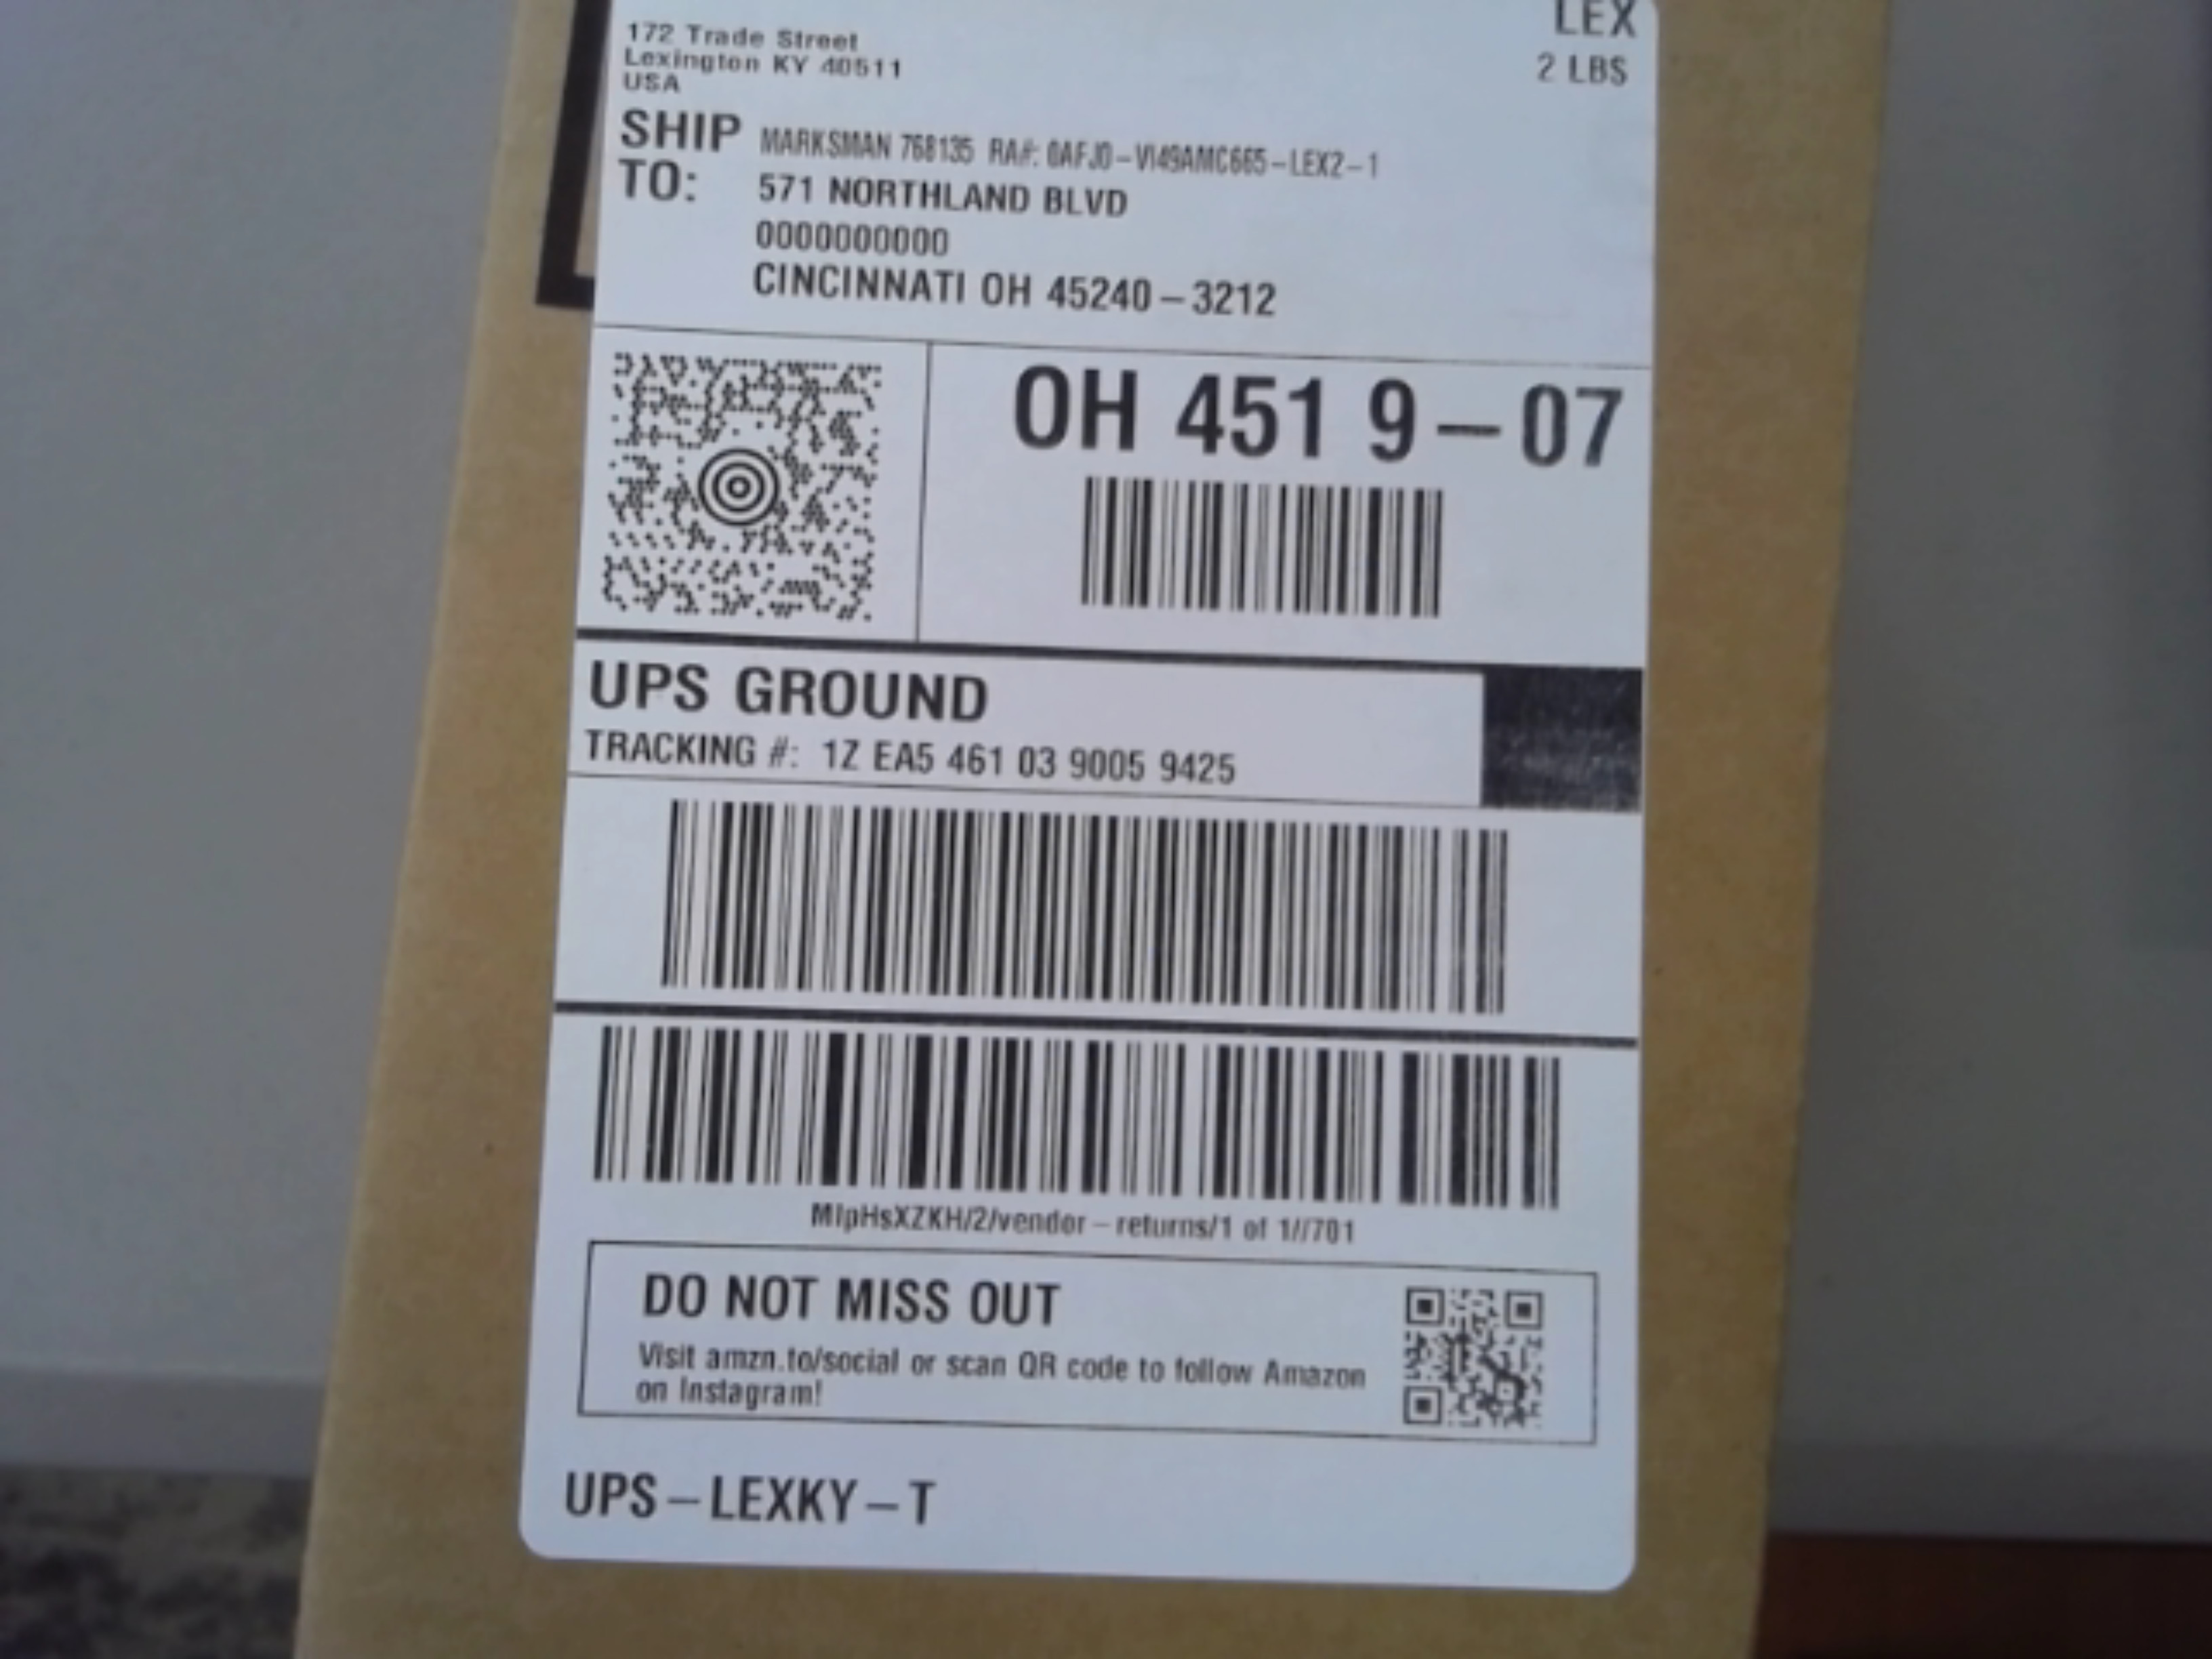 172 Trade Street
Lexington KY 40511
USA
LEX
2 LBS
SHIP TO:
MARKSMAN 768135 RA#: 0AFJ0-VI49AMC665-LEX2-1
571 NORTHLAND BLVD
0000000000
CINCINNATI OH 45240-3212
OH 451 9-07
UPS GROUND
TRACKING #: 1Z EA5 461 03 9005 9425
MIpHsXZKH/2/vendor-returns/1 of 1//701
DO NOT MISS OUT
Visit amzn.to/social or scan QR code to follow Amazon
on Instagram!
UPS-LEXKY-T